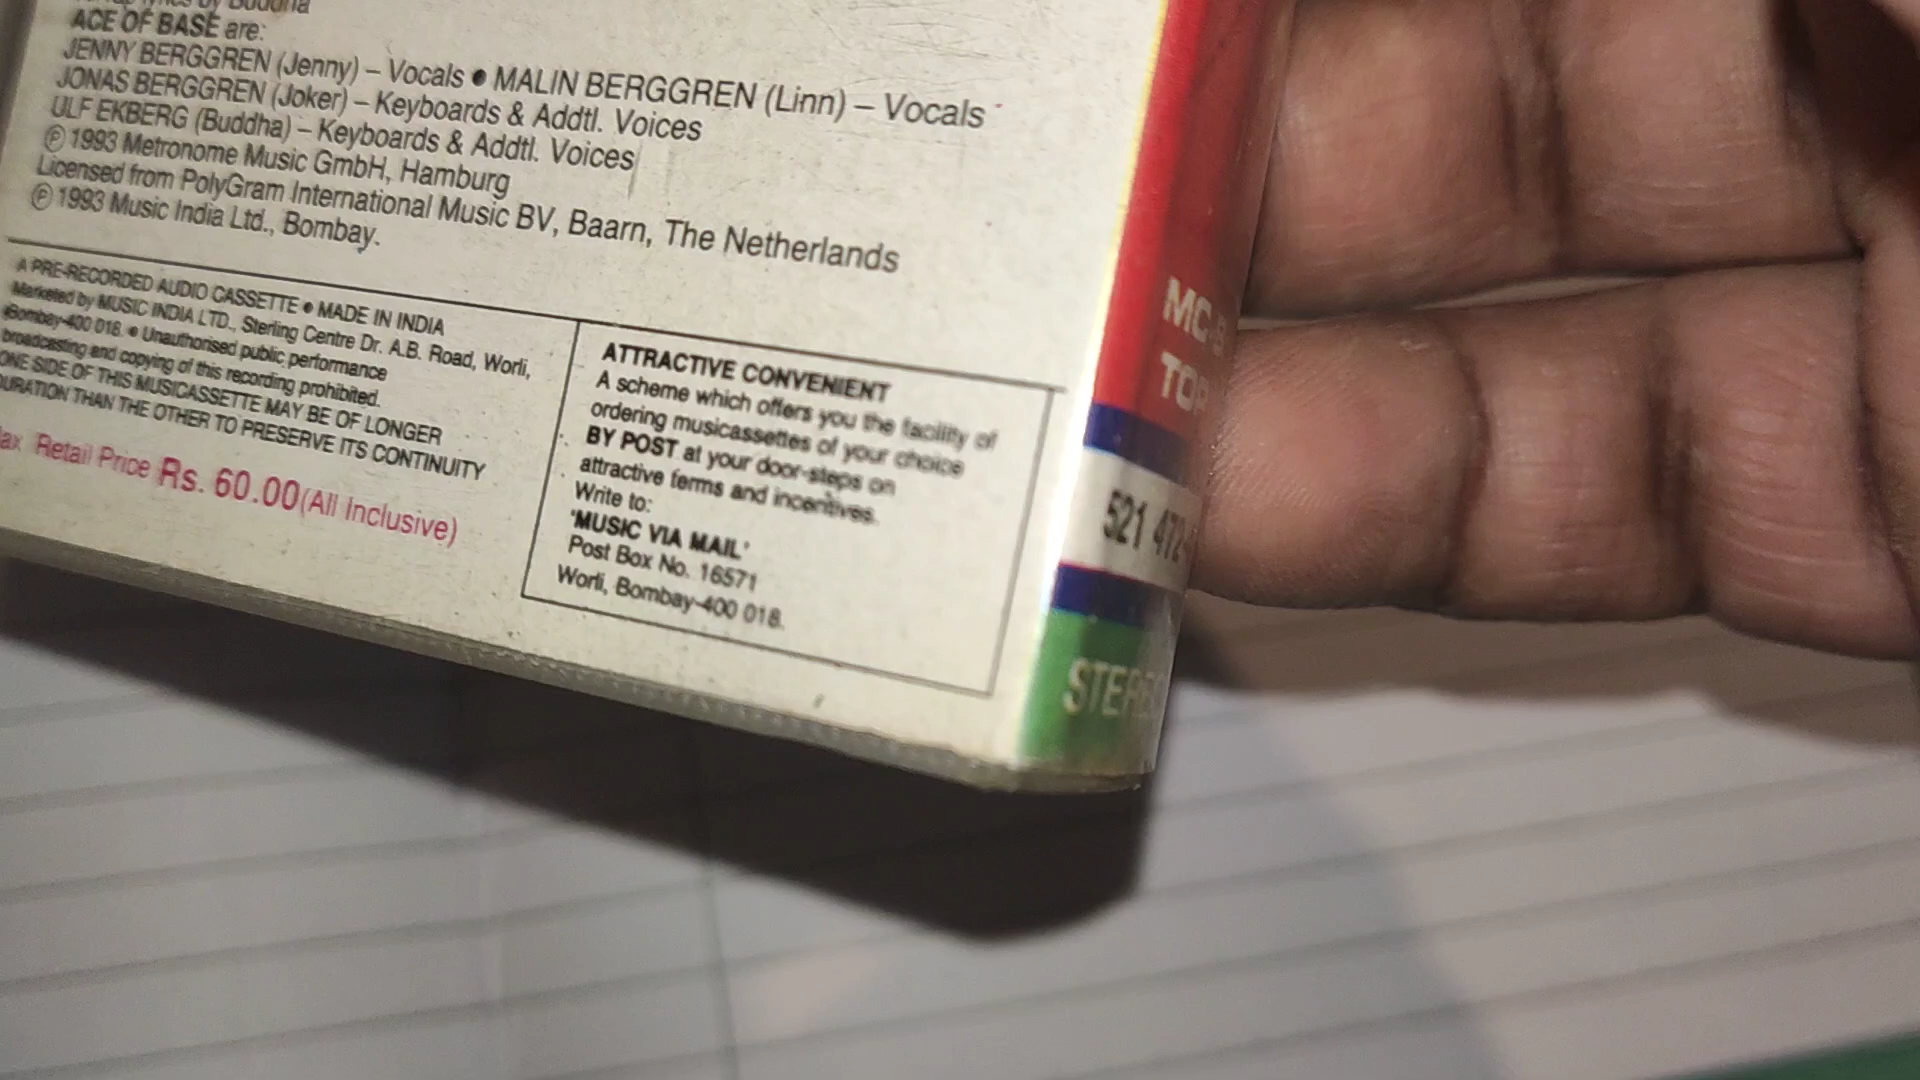 by Buddha
ACE OF BASE are:
JENNY BERGGREN (Jenny) – Vocals ● MALIN BERGGREN (Linn) – Vocals
JONAS BERGGREN (Joker) – Keyboards & Addtl. Voices
ULF EKBERG (Buddha) – Keyboards & Addtl. Voices
℗ 1993 Metronome Music GmbH, Hamburg
Licensed from PolyGram International Music BV, Baarn, The Netherlands
℗ 1993 Music India Ltd., Bombay.
A PRE-RECORDED AUDIO CASSETTE ● MADE IN INDIA
Marketed by MUSIC INDIA LTD., Sterling Centre Dr. A.B. Road, Worli,
Bombay-400 018. ● Unauthorised public performance
broadcasting and copying of this recording prohibited.
ONE SIDE OF THIS MUSICASSETTE MAY BE OF LONGER
DURATION THAN THE OTHER TO PRESERVE ITS CONTINUITY
Retail Price Rs. 60.00 (All Inclusive)
ATTRACTIVE CONVENIENT
A scheme which offers you the facility of
ordering musicassettes of your choice
BY POST at your door-steps on
attractive terms and incentives.
Write to:
'MUSIC VIA MAIL'
Post Box No. 16571
Worli, Bombay-400 018.
MC-
TOP
521 472-
STEREO